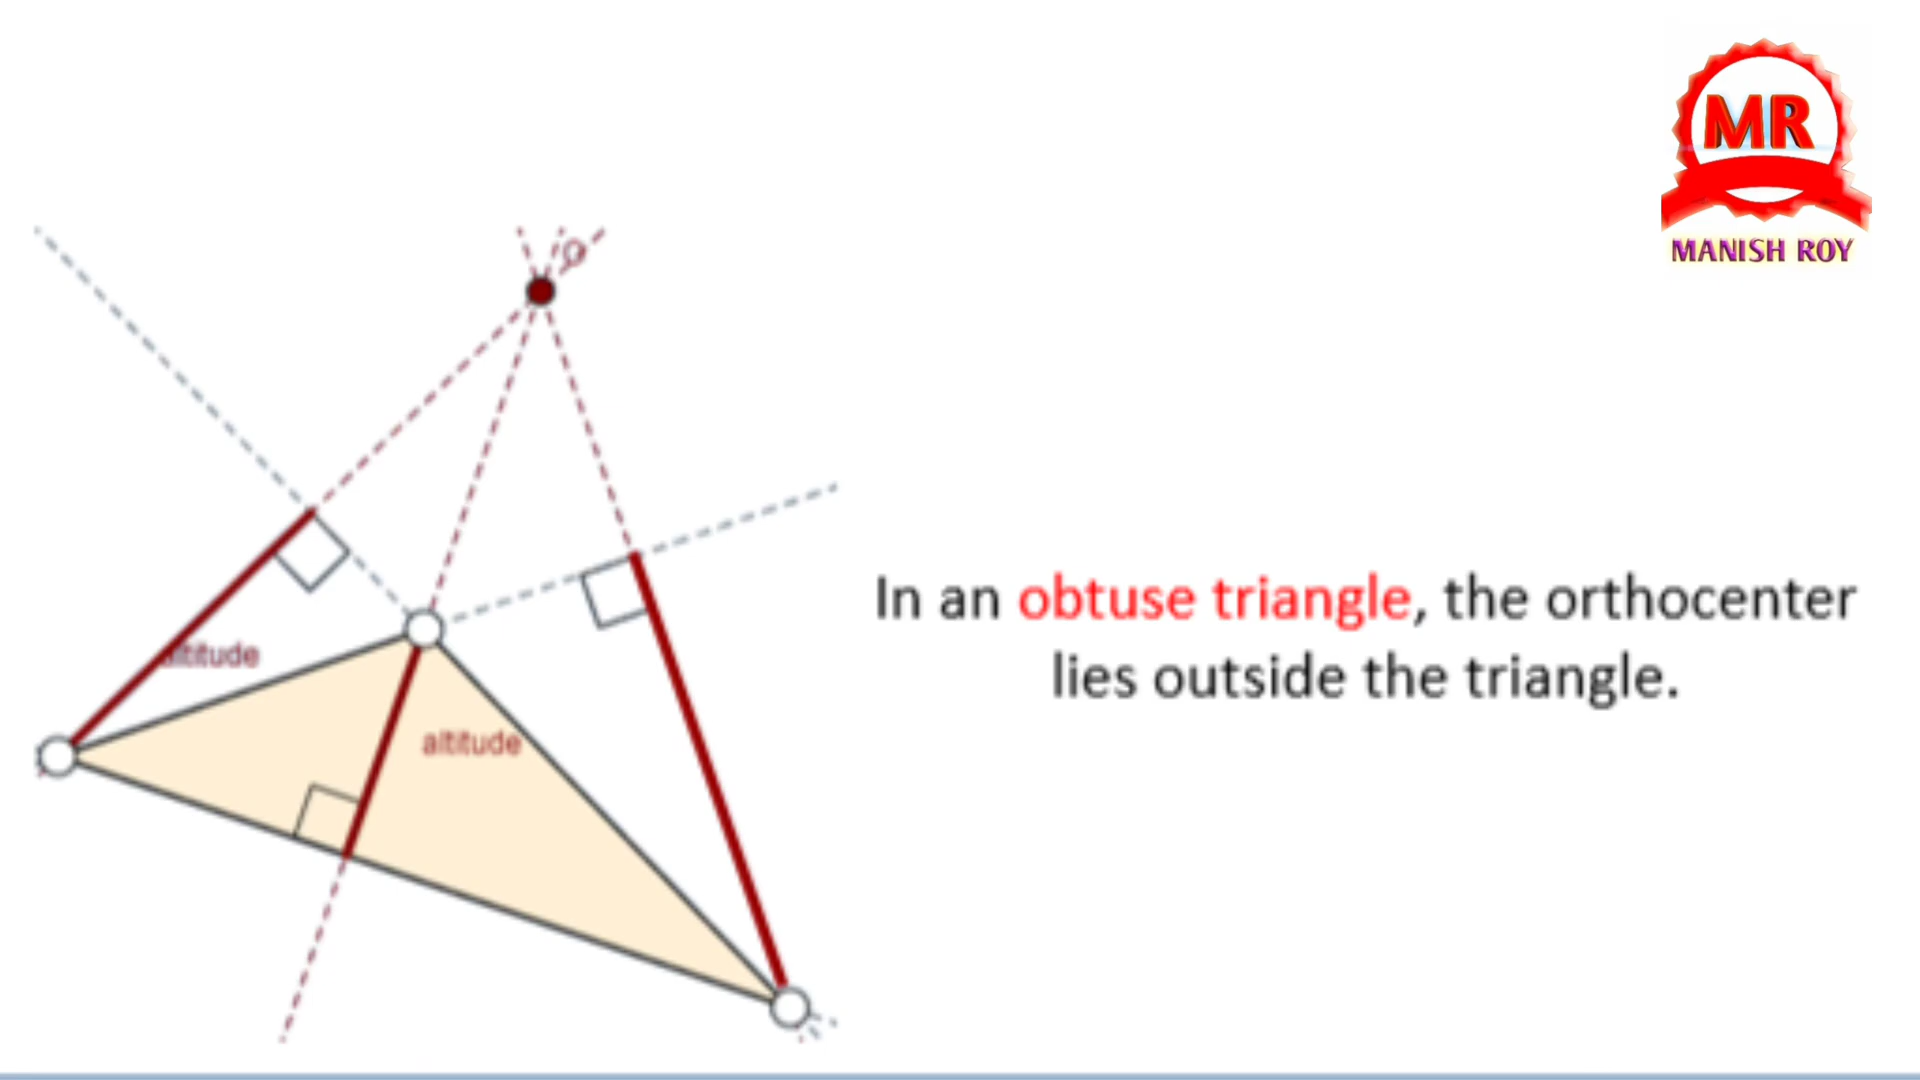 MR
MANISH ROY
O
altitude
altitude
In an obtuse triangle, the orthocenter
lies outside the triangle.